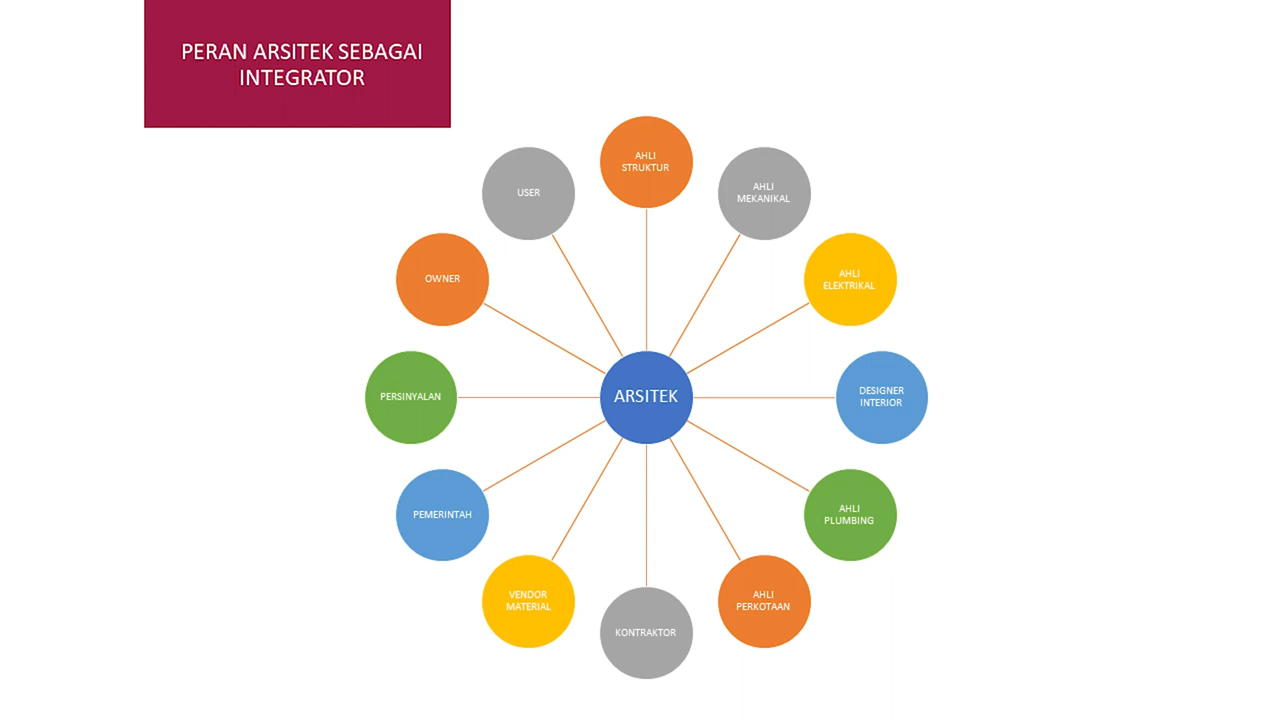 PERAN ARSITEK SEBAGAI
INTEGRATOR
AHLI
STRUKTUR
AHLI
MEKANIKAL
AHLI
ELEKTRIKAL
DESIGNER
INTERIOR
AHLI
PLUMBING
AHLI
PERKOTAAN
KONTRAKTOR
VENDOR
MATERIAL
PEMERINTAH
PERSINYALAN
OWNER
USER
ARSITEK